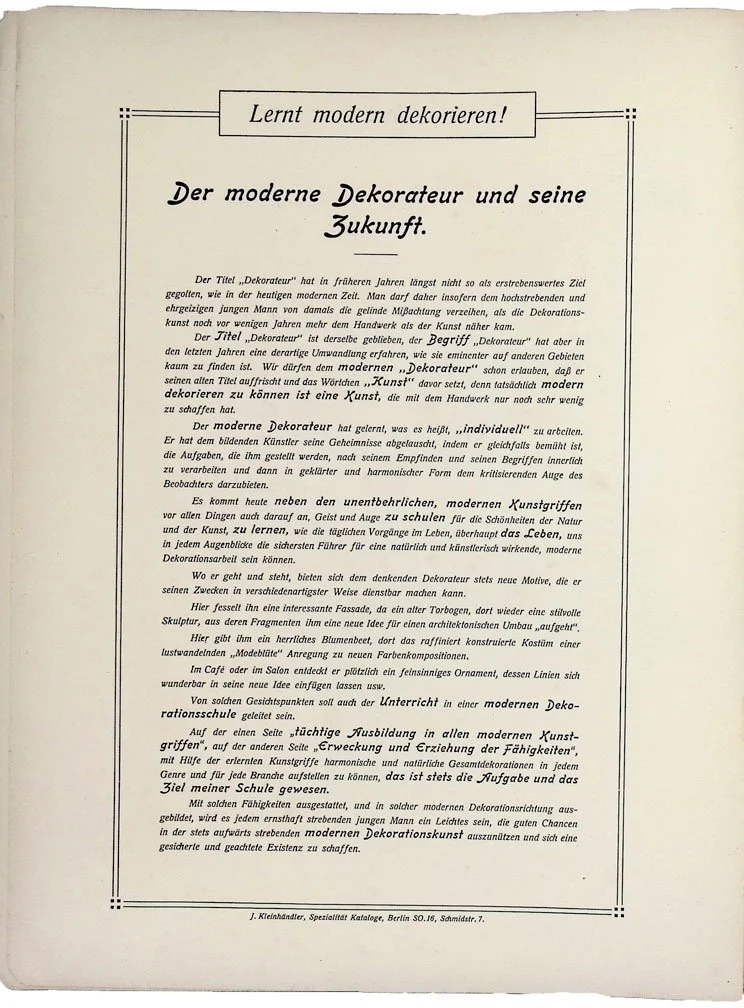 Lernt modern dekorieren!
Der moderne Dekorateur und seine
Zukunft.
Der Titel „Dekorateur" hat in früheren Jahren längst nicht so als erstrebenswertes Ziel
gegolten, wie in der heutigen modernen Zeit. Man darf daher insofern dem hochstrebenden und
ehrgeizigen jungen Mann von damals die gelinde Mißachtung verzeihen, als die Dekorations-
kunst noch vor wenigen Jahren mehr dem Handwerk als der Kunst näher kam.
Der Titel „Dekorateur" ist derselbe geblieben, der Begriff „Dekorateur" hat aber in
den letzten Jahren eine derartige Umwandlung erfahren, wie sie eminenter auf anderen Gebieten
kaum zu finden ist. Wir dürfen dem modernen „Dekorateur" schon erlauben, daß er
seinen alten Titel auffrischt und das Wörtchen „Kunst" davor setzt, denn tatsächlich modern
dekorieren zu können ist eine Kunst, die mit dem Handwerk nur noch sehr wenig
zu schaffen hat.
Der moderne Dekorateur hat gelernt, was es heißt, „individuell" zu arbeiten.
Er hat dem bildenden Künstler seine Geheimnisse abgelauscht, indem er gleichfalls bemüht ist,
die Aufgaben, die ihm gestellt werden, nach seinem Empfinden und seinen Begriffen innerlich
zu verarbeiten und dann in geklärter und harmonischer Form dem kritisierenden Auge des
Beobachters darzubieten.
Es kommt heute neben den unentbehrlichen, modernen Kunstgriffen
vor allen Dingen auch darauf an, Geist und Auge zu schulen für die Schönheiten der Natur
und der Kunst, zu lernen, wie die täglichen Vorgänge im Leben, überhaupt das Leben, uns
in jedem Augenblicke die sichersten Führer für eine natürlich und künstlerisch wirkende, moderne
Dekorationsarbeit sein können.
Wo er geht und steht, bieten sich dem denkenden Dekorateur stets neue Motive, die er
seinen Zwecken in verschiedenartigster Weise dienstbar machen kann.
Hier fesselt ihn eine interessante Fassade, da ein alter Torbogen, dort wieder eine stilvolle
Skulptur, aus deren Fragmenten ihm eine neue Idee für einen architektonischen Umbau „aufgeht".
Hier gibt ihm ein herrliches Blumenbeet, dort das raffiniert konstruierte Kostüm einer
lustwandelnden „Modeblüte" Anregung zu neuen Farbenkompositionen.
Im Café oder im Salon entdeckt er plötzlich ein feinsinniges Ornament, dessen Linien sich
wunderbar in seine neue Idee einfügen lassen usw.
Von solchen Gesichtspunkten soll auch der Unterricht in einer modernen Deko-
rationsschule geleitet sein.
Auf der einen Seite „tüchtige Ausbildung in allen modernen Kunst-
griffen", auf der anderen Seite „Erweckung und Erziehung der Fähigkeiten",
mit Hilfe der erlernten Kunstgriffe harmonische und natürliche Gesamtdekorationen in jedem
Genre und für jede Branche aufstellen zu können, das ist stets die Aufgabe und das
Ziel meiner Schule gewesen.
Mit solchen Fähigkeiten ausgestattet, und in solcher modernen Dekorationsrichtung aus-
gebildet, wird es jedem ernsthaft strebenden jungen Mann ein Leichtes sein, die guten Chancen
in der stets aufwärts strebenden modernen Dekorationskunst auszunützen und sich eine
gesicherte und geachtete Existenz zu schaffen.
J. Kleinhändler, Spezialität Kataloge, Berlin SO.16, Schmidstr. 7.